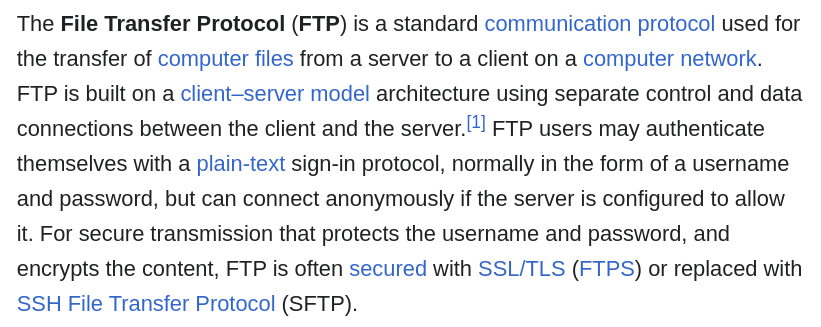 The File Transfer Protocol (FTP) is a standard communication protocol used for
the transfer of computer files from a server to a client on a computer network.
FTP is built on a client–server model architecture using separate control and data
connections between the client and the server.[1] FTP users may authenticate
themselves with a plain-text sign-in protocol, normally in the form of a username
and password, but can connect anonymously if the server is configured to allow
it. For secure transmission that protects the username and password, and
encrypts the content, FTP is often secured with SSL/TLS (FTPS) or replaced with
SSH File Transfer Protocol (SFTP).